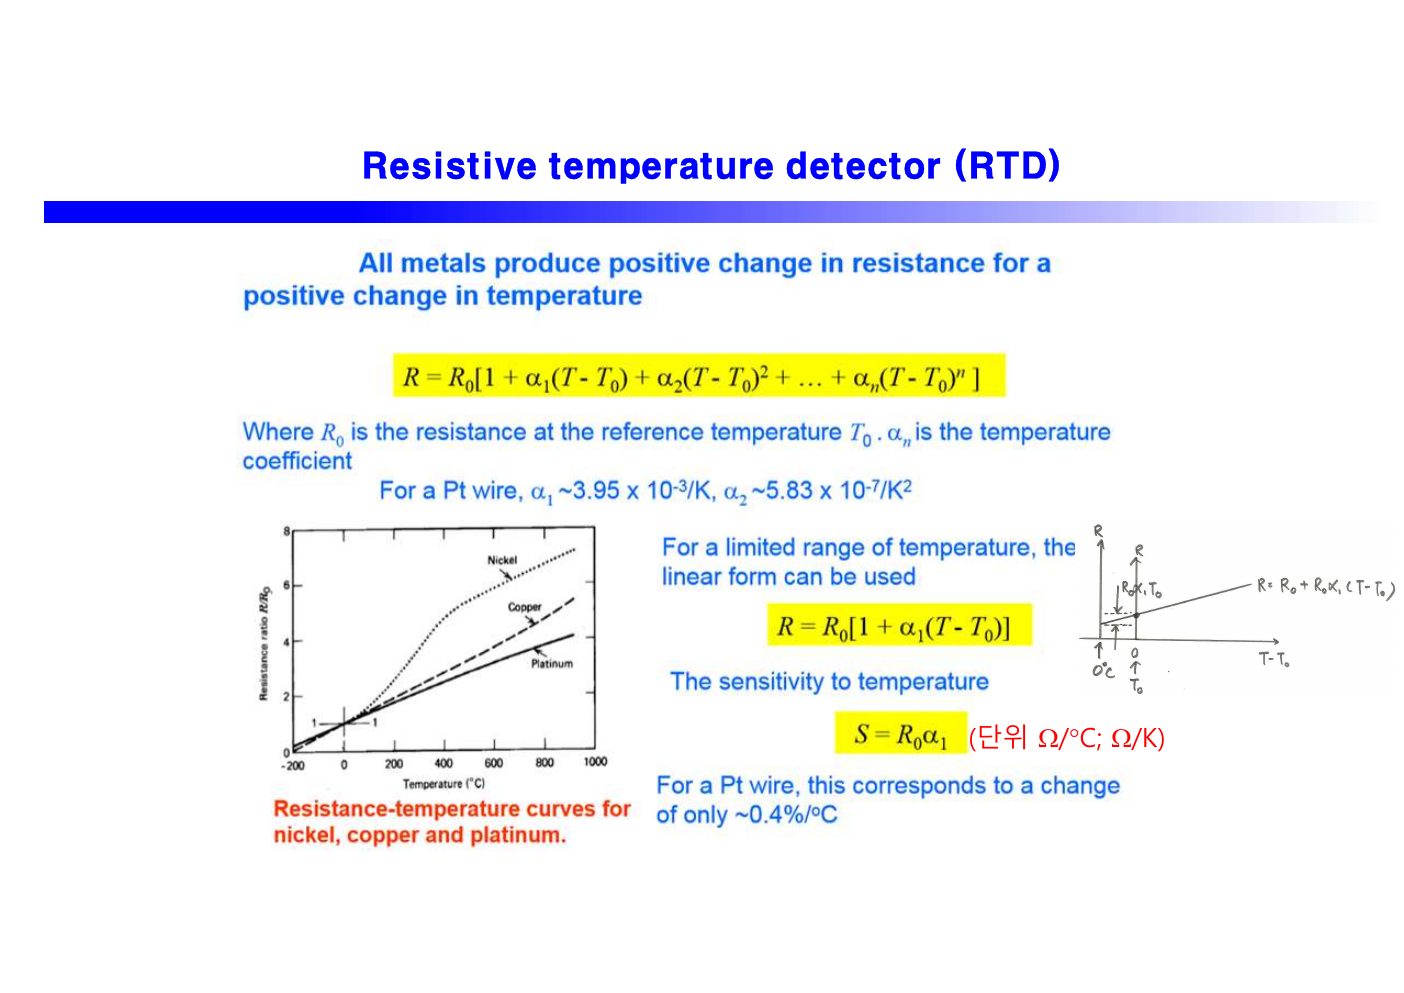 Resistive temperature detector (RTD)
All metals produce positive change in resistance for a
positive change in temperature
R = R₀[1 + α₁(T - T₀) + α₂(T - T₀)² + … + αₙ(T - T₀)ⁿ ]
Where R₀ is the resistance at the reference temperature T₀ . αₙ is the temperature
coefficient
For a Pt wire, α₁ ~3.95 x 10⁻³/K, α₂ ~5.83 x 10⁻⁷/K²
8
6
4
2
0
Resistance ratio R/R₀
Nickel
Copper
Platinum
1
1
-200 0 200 400 600 800 1000
Temperature (°C)
Resistance-temperature curves for
nickel, copper and platinum.
For a limited range of temperature, the
linear form can be used
R = R₀[1 + α₁(T - T₀)]
The sensitivity to temperature
S = R₀α₁ (단위 Ω/°C; Ω/K)
For a Pt wire, this corresponds to a change
of only ~0.4%/°C
R
R
R₀α₁T₀
R = R₀ + R₀α₁(T-T₀)
0
0°C
T₀
T-T₀